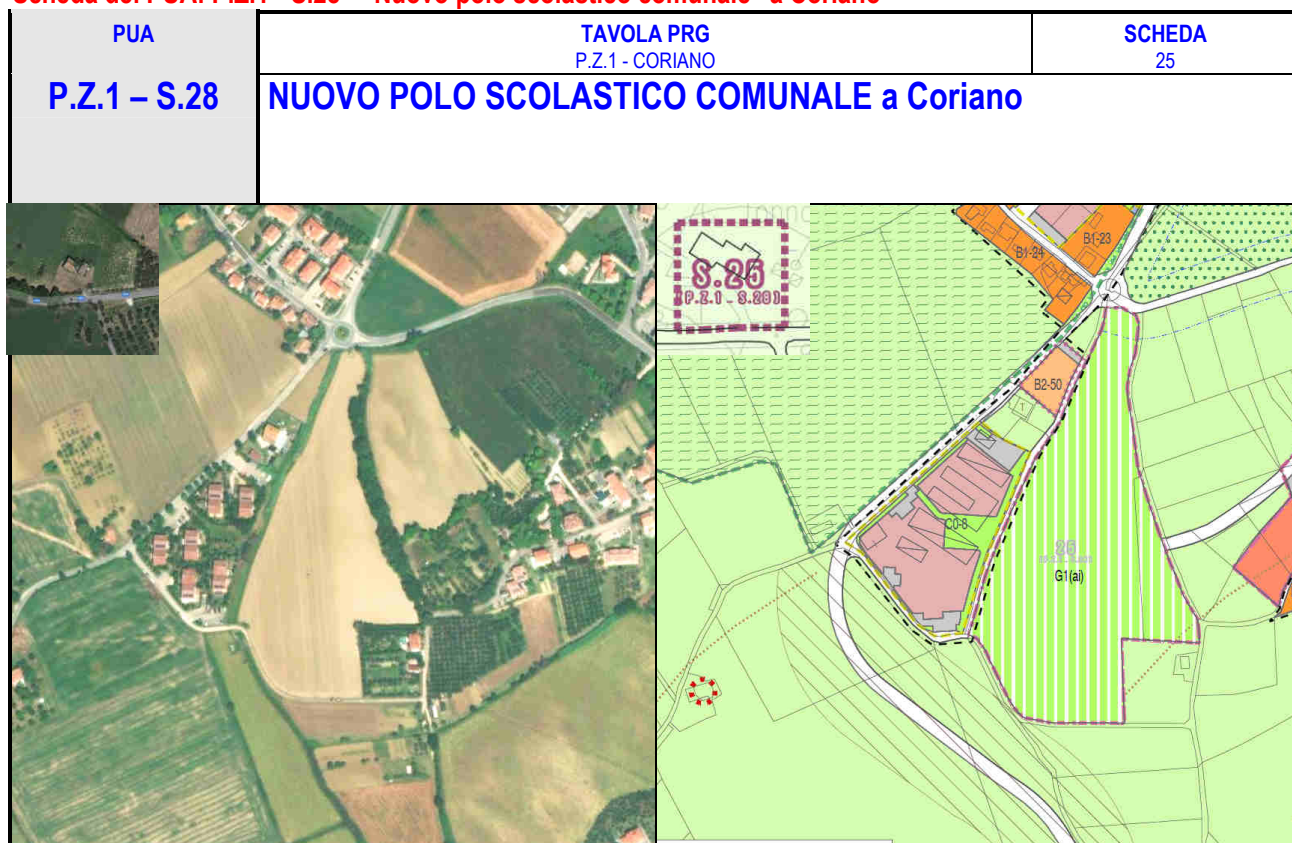 PUA
TAVOLA PRG
SCHEDA
P.Z.1 - CORIANO
25
P.Z.1 – S.28
NUOVO POLO SCOLASTICO COMUNALE a Coriano
S.25
(P.Z.1 - S.28)
B1-24
B1-23
B2-50
C0-8
25
G1(ai)